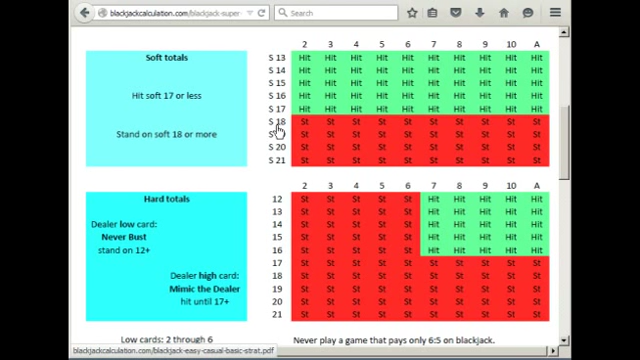 blackjackcalculation.com/blackjack-super-
Search
2 3 4 5 6 7 8 9 10 A
Soft totals
S 13 Hit Hit Hit Hit Hit Hit Hit Hit Hit Hit
S 14 Hit Hit Hit Hit Hit Hit Hit Hit Hit Hit
S 15 Hit Hit Hit Hit Hit Hit Hit Hit Hit Hit
Hit soft 17 or less
S 16 Hit Hit Hit Hit Hit Hit Hit Hit Hit Hit
S 17 Hit Hit Hit Hit Hit Hit Hit Hit Hit Hit
S 18 St St St St St St St St St St
Stand on soft 18 or more
S St St St St St St St St St St
S 20 St St St St St St St St St St
S 21 St St St St St St St St St St
2 3 4 5 6 7 8 9 10 A
Hard totals
12 St St St St St Hit Hit Hit Hit Hit
13 St St St St St Hit Hit Hit Hit Hit
Dealer low card:
14 St St St St St Hit Hit Hit Hit Hit
Never Bust
15 St St St St St Hit Hit Hit Hit Hit
stand on 12+
16 St St St St St Hit Hit Hit Hit Hit
17 St St St St St St St St St St
Dealer high card:
18 St St St St St St St St St St
Mimic the Dealer
19 St St St St St St St St St St
hit until 17+
20 St St St St St St St St St St
21 St St St St St St St St St St
Low cards: 2 through 6
Never play a game that pays only 6:5 on blackjack.
blackjackcalculation.com/blackjack-easy-casual-basic-strat.pdf